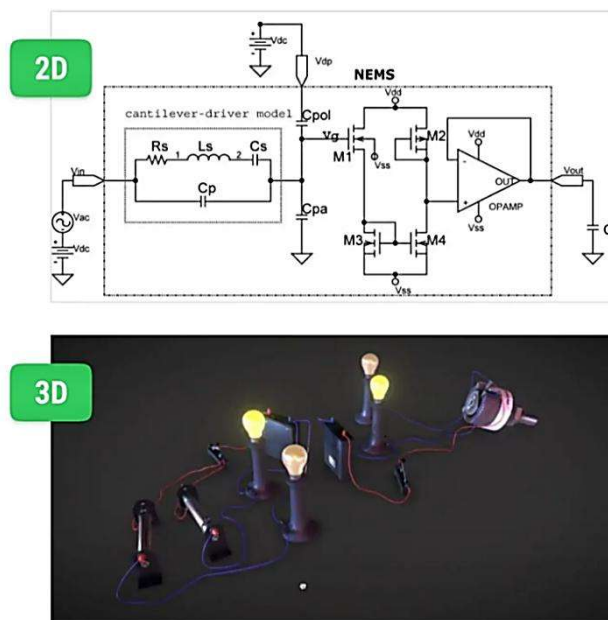 2D
Vdc
Vdp
NEMS
cantilever-driver model
Cpol
Vdd
Rs
1
Ls
2
Cs
Vg
M1
M2
Vss
Vdd
Vin
Cp
OUT
Vout
OPAMP
Vac
Cpa
Vss
C
M3
M4
Vdc
Vss
3D